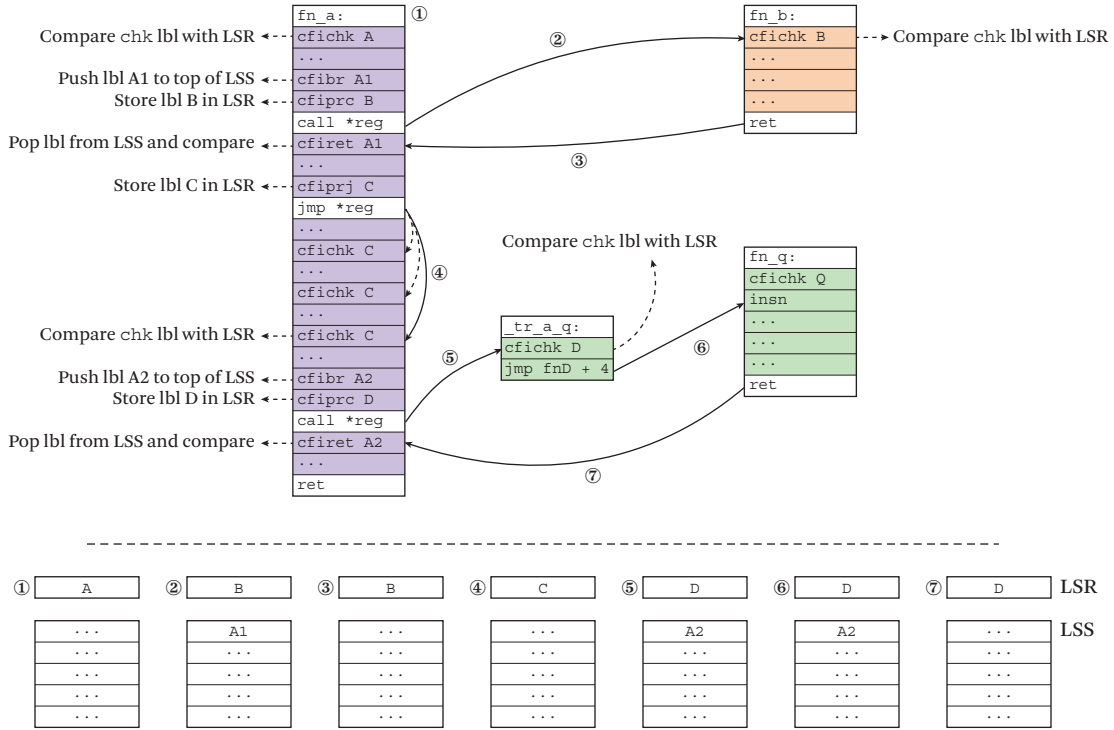 fn_a:
①
Compare chk lbl with LSR
cfichk A
...
Push lbl A1 to top of LSS
cfibr A1
Store lbl B in LSR
cfiprc B
call *reg
Pop lbl from LSS and compare
cfiret A1
...
Store lbl C in LSR
cfiprj C
jmp *reg
...
cfichk C
...
cfichk C
...
Compare chk lbl with LSR
cfichk C
...
Push lbl A2 to top of LSS
cfibr A2
Store lbl D in LSR
cfiprc D
call *reg
Pop lbl from LSS and compare
cfiret A2
...
ret
②
③
④
⑤
⑥
⑦
fn_b:
cfichk B
Compare chk lbl with LSR
...
...
...
ret
Compare chk lbl with LSR
_tr_a_q:
cfichk D
jmp fnD + 4
fn_q:
cfichk Q
insn
...
...
...
ret
① A ② B ③ B ④ C ⑤ D ⑥ D ⑦ D LSR
... A1 ... ... A2 A2 ... LSS
... ... ... ... ... ... ...
... ... ... ... ... ... ...
... ... ... ... ... ... ...
... ... ... ... ... ... ...